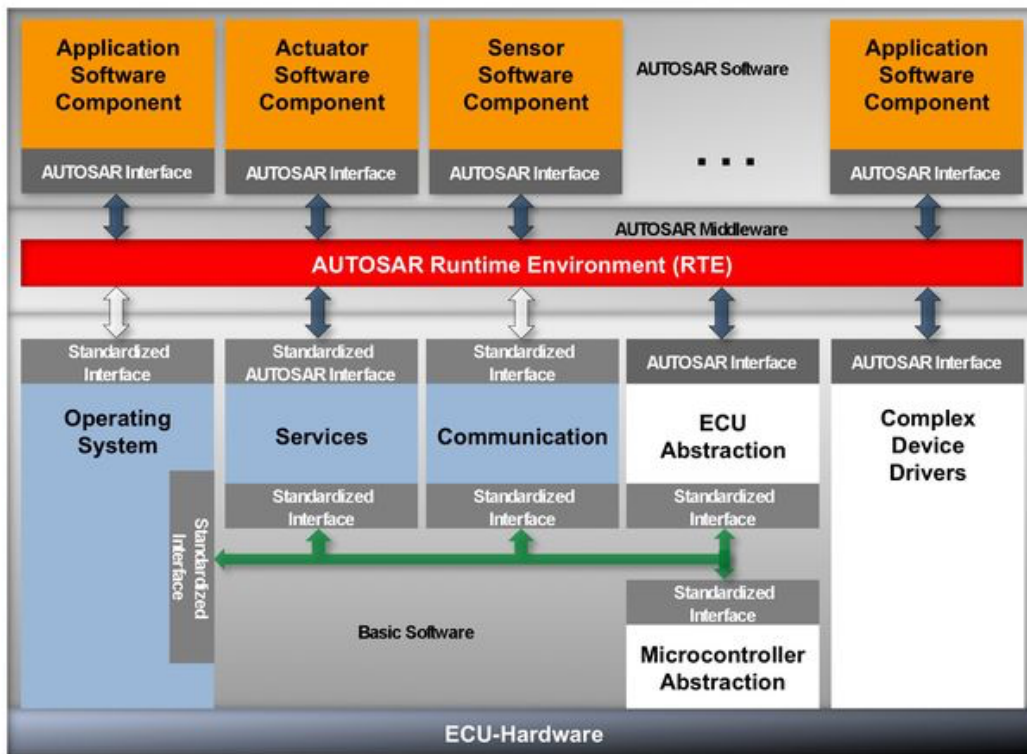 Application
Software
Component
AUTOSAR Interface
Actuator
Software
Component
AUTOSAR Interface
Sensor
Software
Component
AUTOSAR Interface
AUTOSAR Software
...
Application
Software
Component
AUTOSAR Interface
AUTOSAR Middleware
AUTOSAR Runtime Environment (RTE)
Standardized
Interface
Operating
System
Standardized
Interface
Standardized
AUTOSAR Interface
Services
Standardized
Interface
Standardized
Interface
Communication
Standardized
Interface
AUTOSAR Interface
ECU
Abstraction
Standardized
Interface
AUTOSAR Interface
Complex
Device
Drivers
Standardized
Interface
Microcontroller
Abstraction
Basic Software
ECU-Hardware